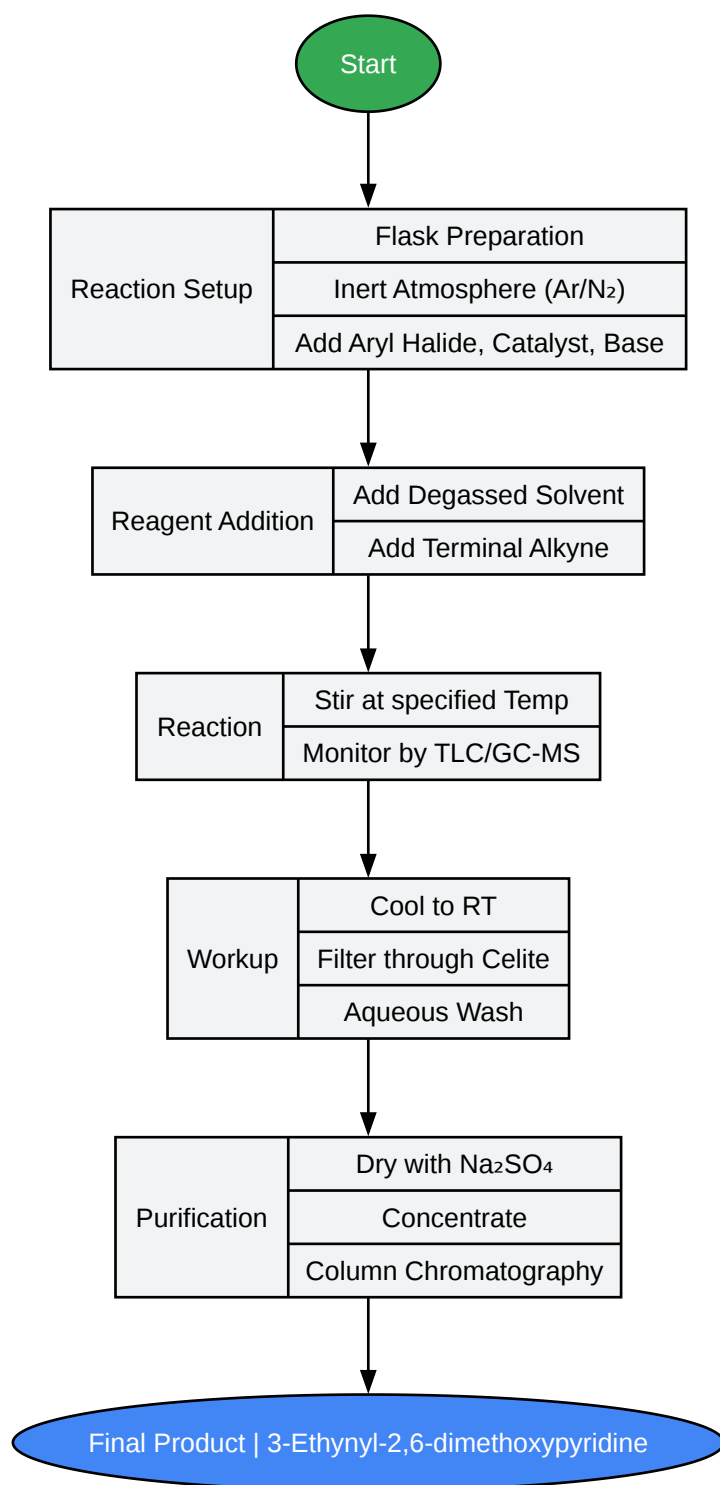 Start
Reaction Setup
Flask Preparation
Inert Atmosphere (Ar/N₂)
Add Aryl Halide, Catalyst, Base
Reagent Addition
Add Degassed Solvent
Add Terminal Alkyne
Reaction
Stir at specified Temp
Monitor by TLC/GC-MS
Workup
Cool to RT
Filter through Celite
Aqueous Wash
Purification
Dry with Na₂SO₄
Concentrate
Column Chromatography
Final Product | 3-Ethynyl-2,6-dimethoxypyridine